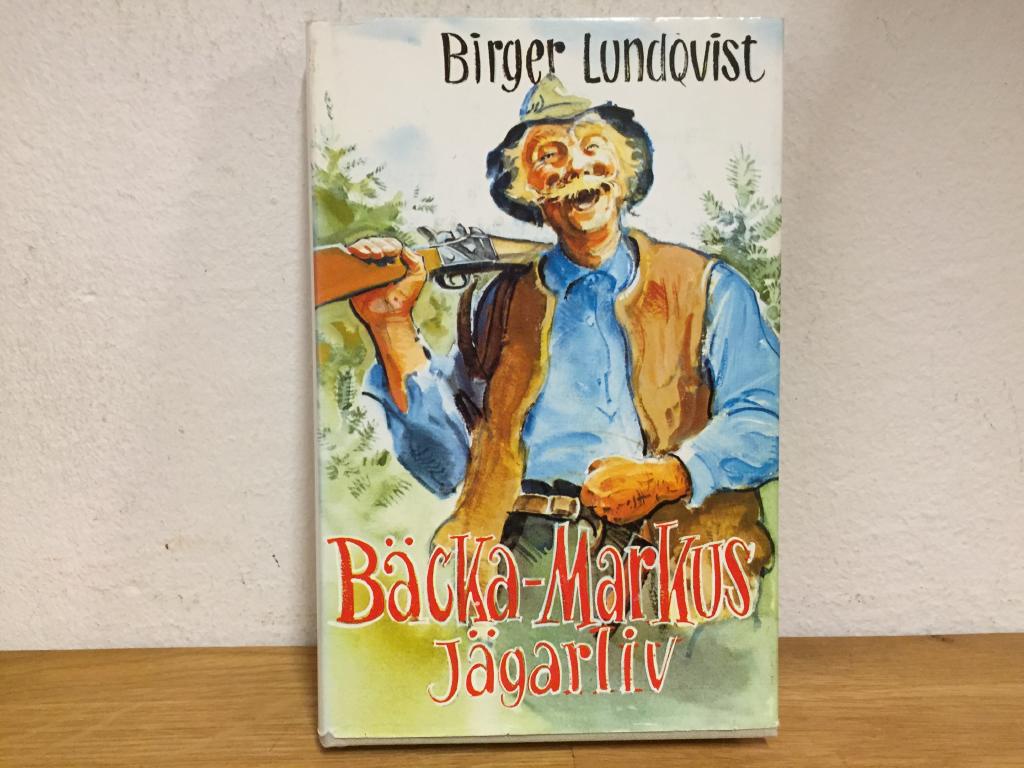 Birger Lundqvist
Bäcka-Markus
jägarliv